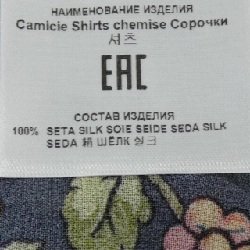 НАИМЕНОВАНИЕ ИЗДЕЛИЯ
Camicie Shirts chemise Сорочки
셔츠
EAC
СОСТАВ ИЗДЕЛИЯ
100% SETA SILK SOIE SEIDE SEDA SILK
SEDA 絹 ШЁЛК 실크